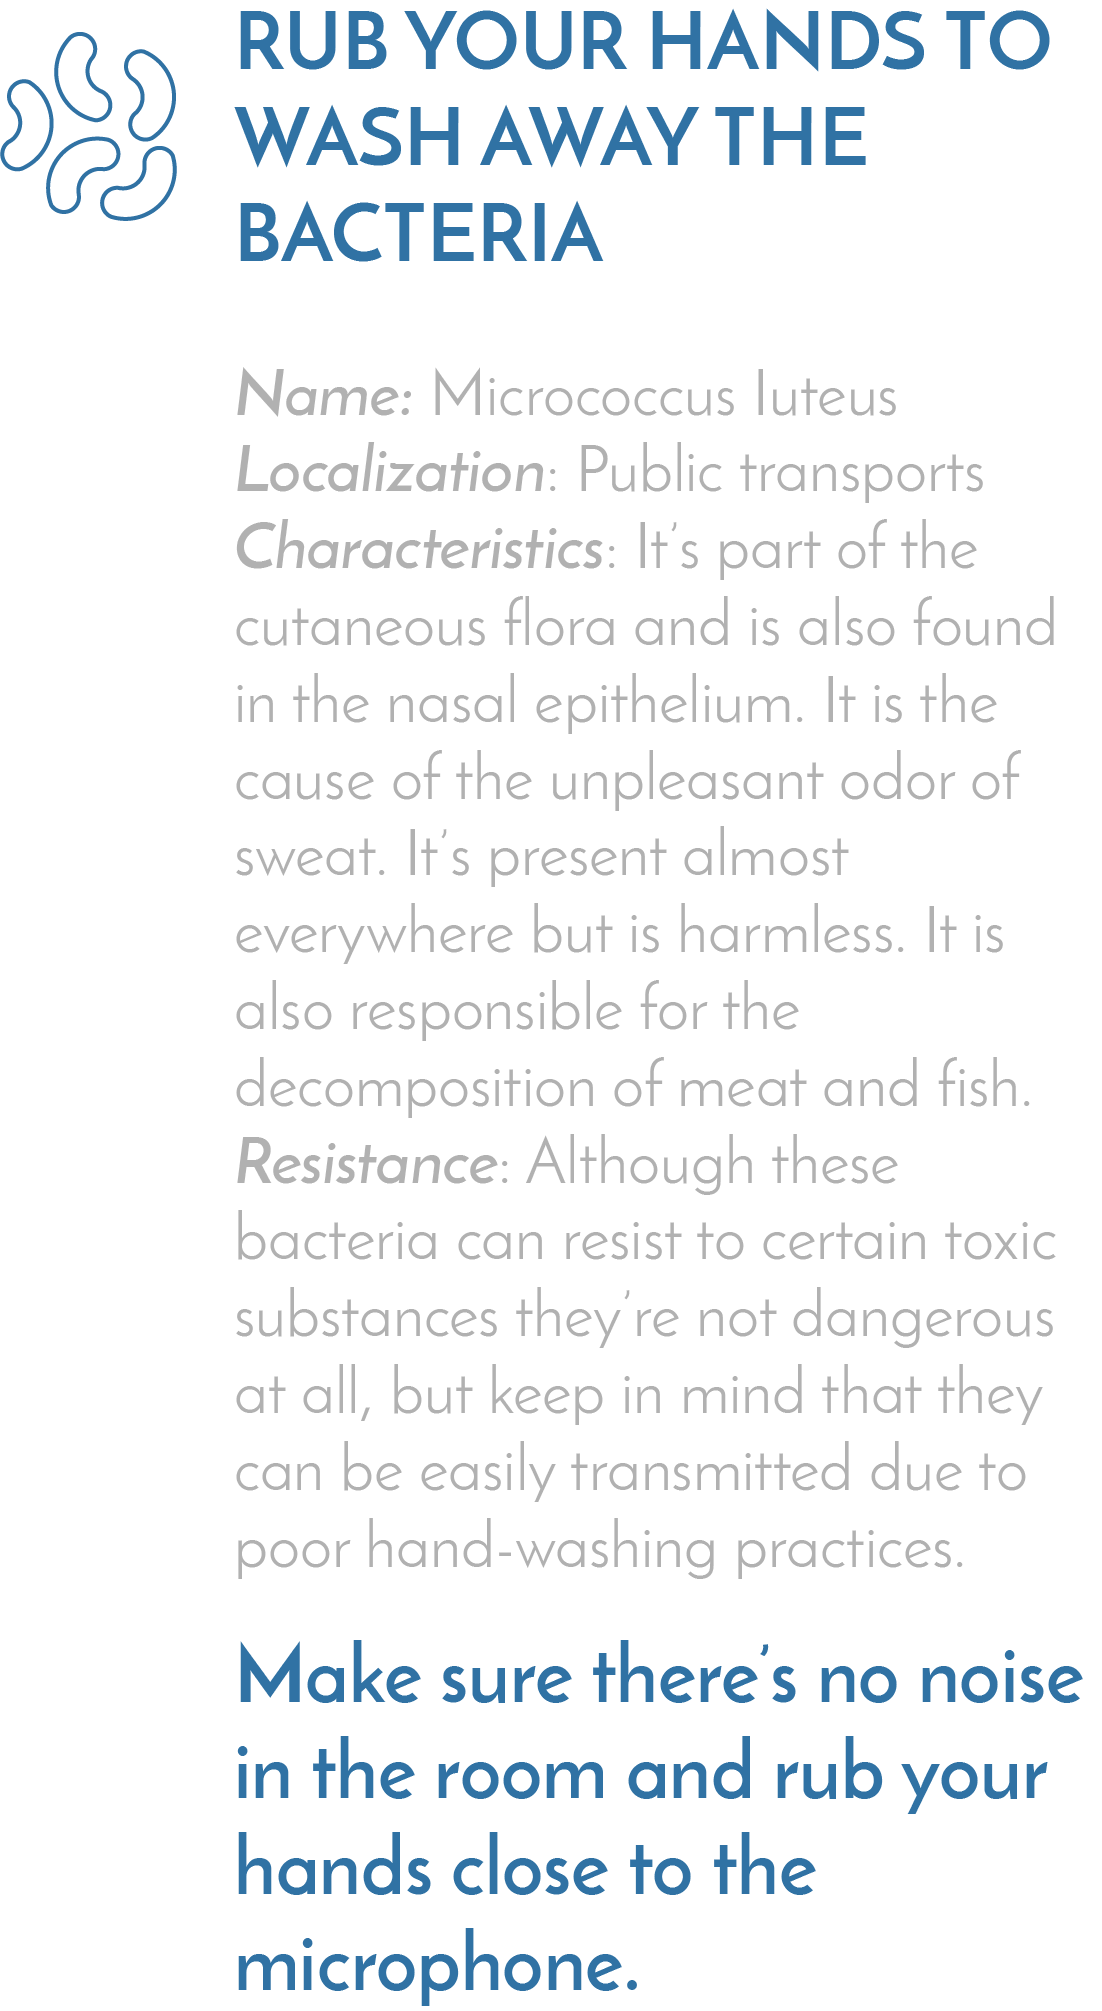 RUB YOUR HANDS TO
WASH AWAY THE
BACTERIA
Name: Micrococcus luteus
Localization: Public transports
Characteristics: It’s part of the
cutaneous flora and is also found
in the nasal epithelium. It is the
cause of the unpleasant odor of
sweat. It’s present almost
everywhere but is harmless. It is
also responsible for the
decomposition of meat and fish.
Resistance: Although these
bacteria can resist to certain toxic
substances they’re not dangerous
at all, but keep in mind that they
can be easily transmitted due to
poor hand-washing practices.
Make sure there’s no noise
in the room and rub your
hands close to the
microphone.